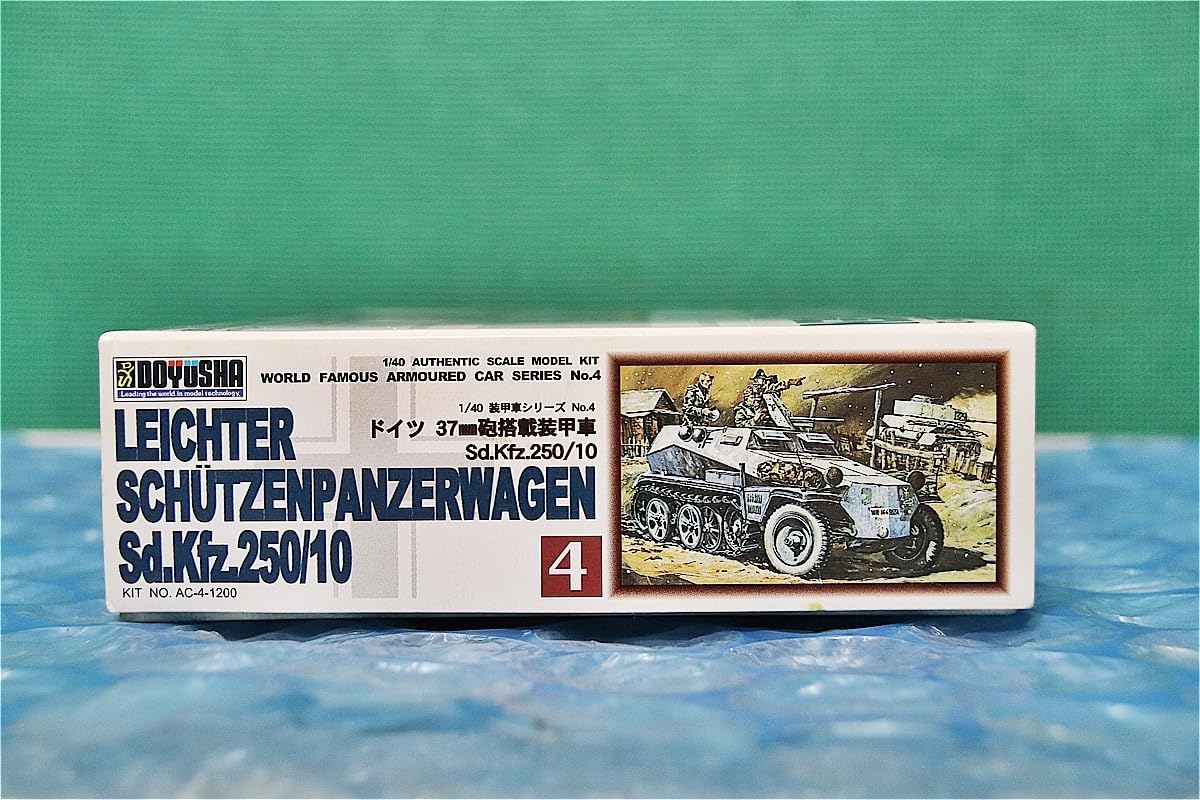 DOYUSHA
Leading the world in model technology.
1/40 AUTHENTIC SCALE MODEL KIT
WORLD FAMOUS ARMOURED CAR SERIES No.4
1/40 装甲車シリーズ No.4
ドイツ 37㎜砲搭載装甲車
Sd.Kfz.250/10
LEICHTER
SCHÜTZENPANZERWAGEN
Sd.Kfz.250/10
4
KIT NO. AC-4-1200